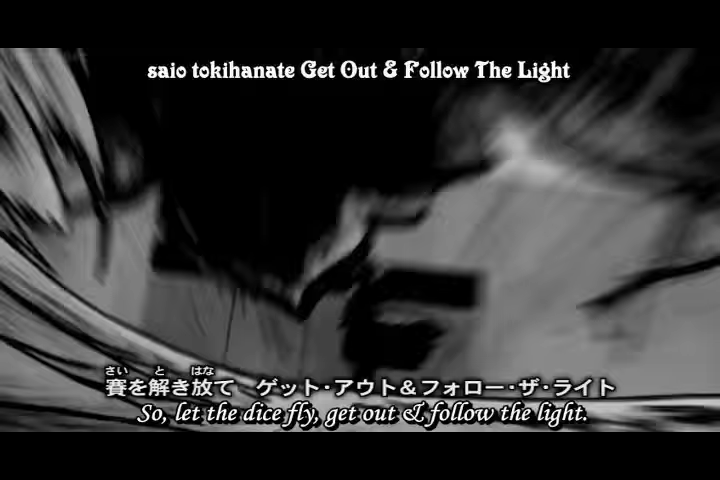 saio tokihanate Get Out & Follow The Light
さい と はな
賽を解き放て ゲット・アウト&フォロー・ザ・ライト
So, let the dice fly, get out & follow the light.